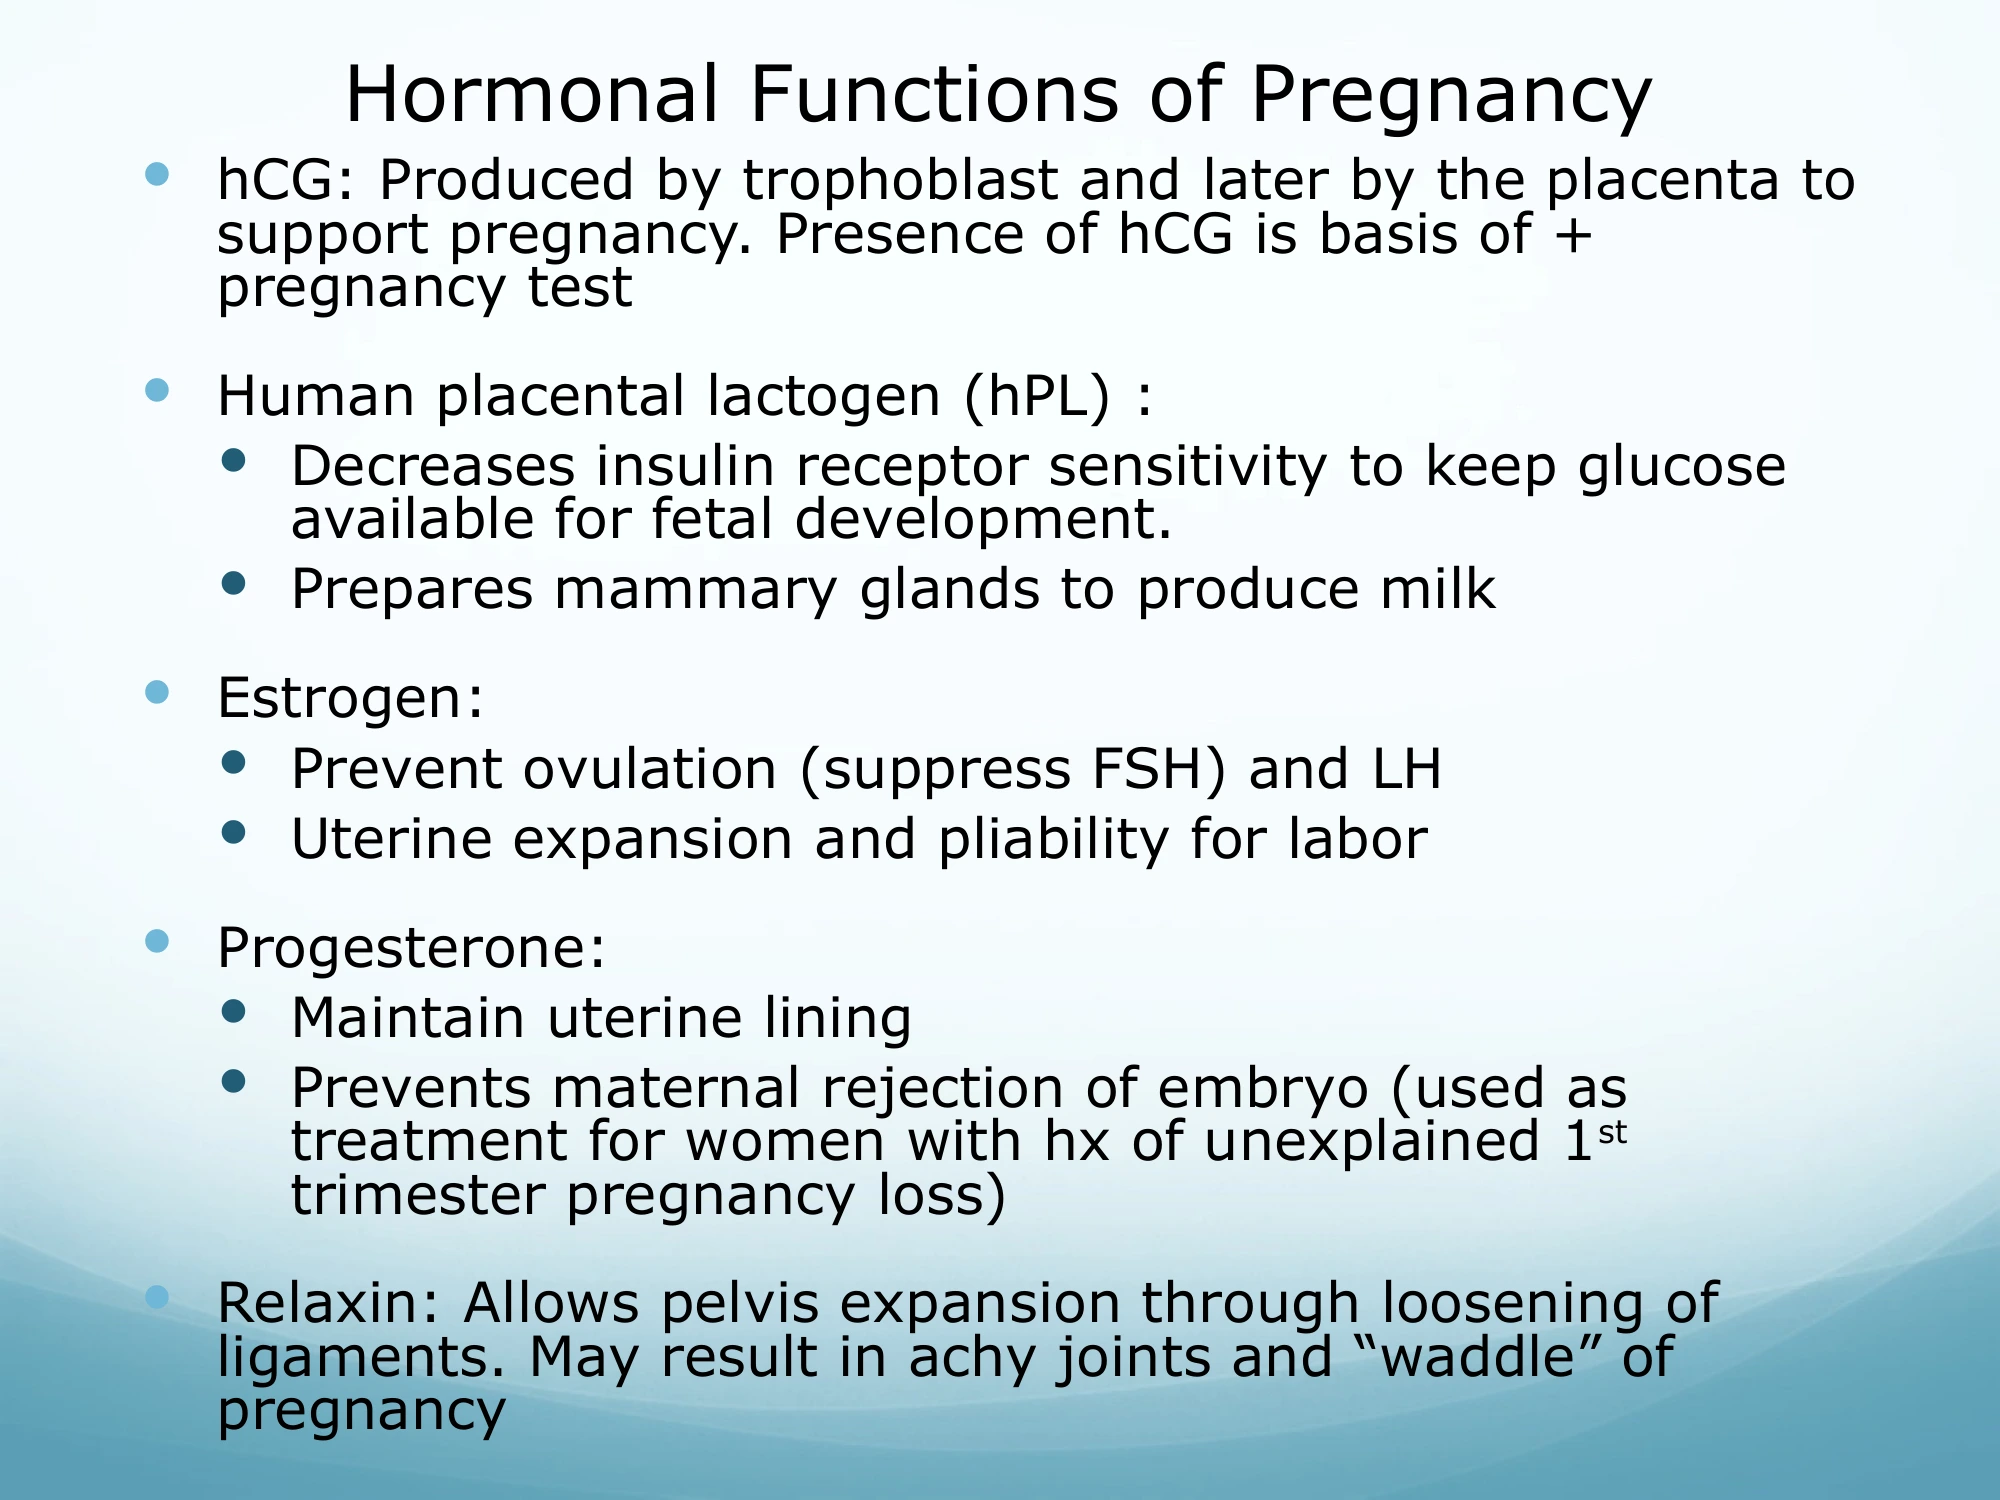 Hormonal Functions of Pregnancy
• hCG: Produced by trophoblast and later by the placenta to
support pregnancy. Presence of hCG is basis of +
pregnancy test
• Human placental lactogen (hPL) :
• Decreases insulin receptor sensitivity to keep glucose
available for fetal development.
• Prepares mammary glands to produce milk
• Estrogen:
• Prevent ovulation (suppress FSH) and LH
• Uterine expansion and pliability for labor
• Progesterone:
• Maintain uterine lining
• Prevents maternal rejection of embryo (used as
treatment for women with hx of unexplained 1st
trimester pregnancy loss)
• Relaxin: Allows pelvis expansion through loosening of
ligaments. May result in achy joints and “waddle” of
pregnancy